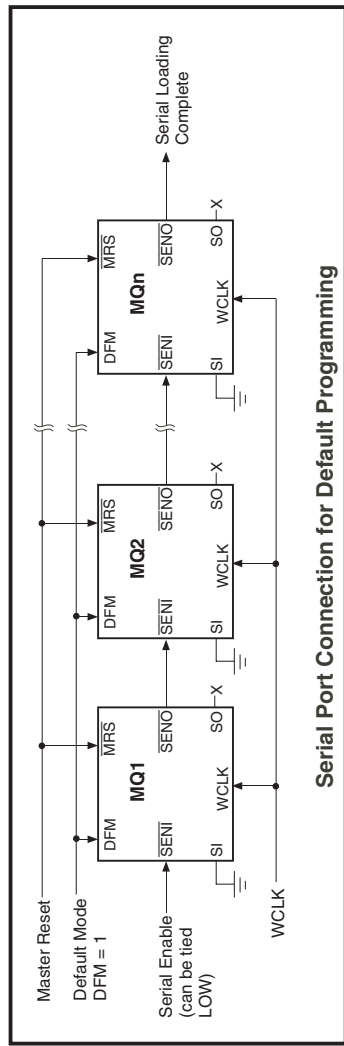 Master Reset
Default Mode
DFM = 1
DFM
MRS
DFM
MRS
DFM
MRS
MQ1
MQ2
MQn
Serial Enable
(can be tied
LOW)
SENI
SENO
SENI
SENO
SENI
SENO
Serial Loading
Complete
SI
WCLK
SO
X
SI
WCLK
SO
X
SI
WCLK
SO
X
WCLK
Serial Port Connection for Default Programming